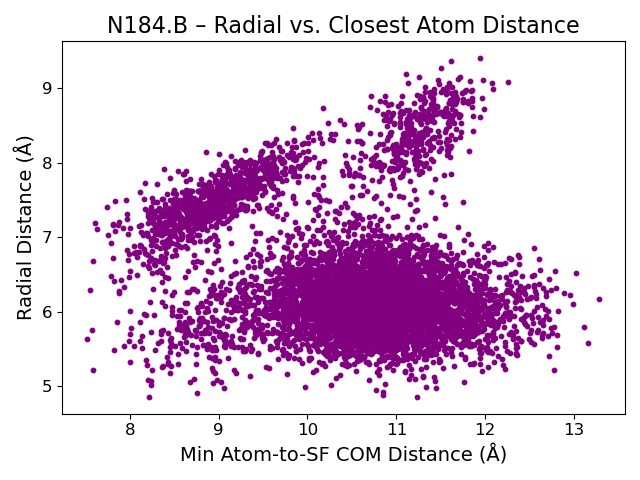 N184.B – Radial vs. Closest Atom Distance
Radial Distance (Å)
9
8
7
6
5
8 9 10 11 12 13
Min Atom-to-SF COM Distance (Å)